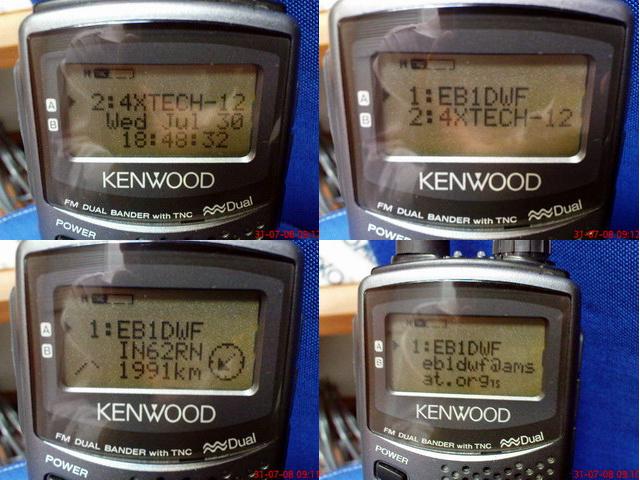 A
B
2:4XTECH-12
Wed Jul 30
18:48:32
KENWOOD
FM DUAL BANDER with TNC
Dual
POWER
31-07-08 09:1
A
B
1:EB1DWF
2:4XTECH-12
KENWOOD
FM DUAL BANDER with TNC
Dual
POWE
31-07-08 09:12
A
B
1:EB1DWF
IN62RN
1991km
KENWOOD
FM DUAL BANDER with TNC
Dual
POWER
31-07-08 09:11
A
B
1:EB1DWF
eb1dwf@ams
at.org
KENWOOD
FM DUAL BANDER with TNC
Dual
POWER
31-07-08 09:10